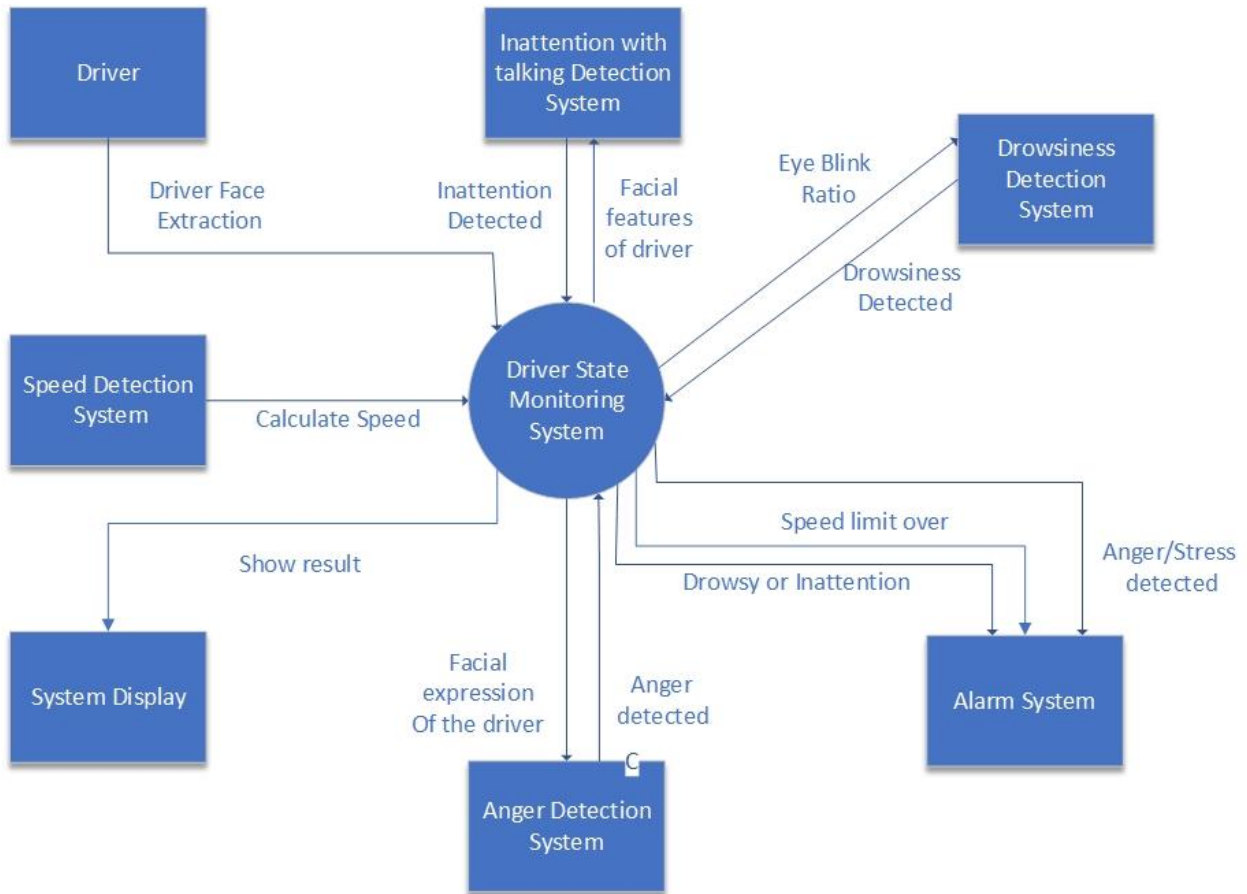 Driver
Inattention with
talking Detection
System
Drowsiness
Detection
System
Driver Face
Extraction
Inattention
Detected
Facial
features
of driver
Eye Blink
Ratio
Drowsiness
Detected
Speed Detection
System
Calculate Speed
Driver State
Monitoring
System
Show result
Speed limit over
Drowsy or Inattention
Anger/Stress
detected
System Display
Facial
expression
Of the driver
Anger
detected
C
Alarm System
Anger Detection
System